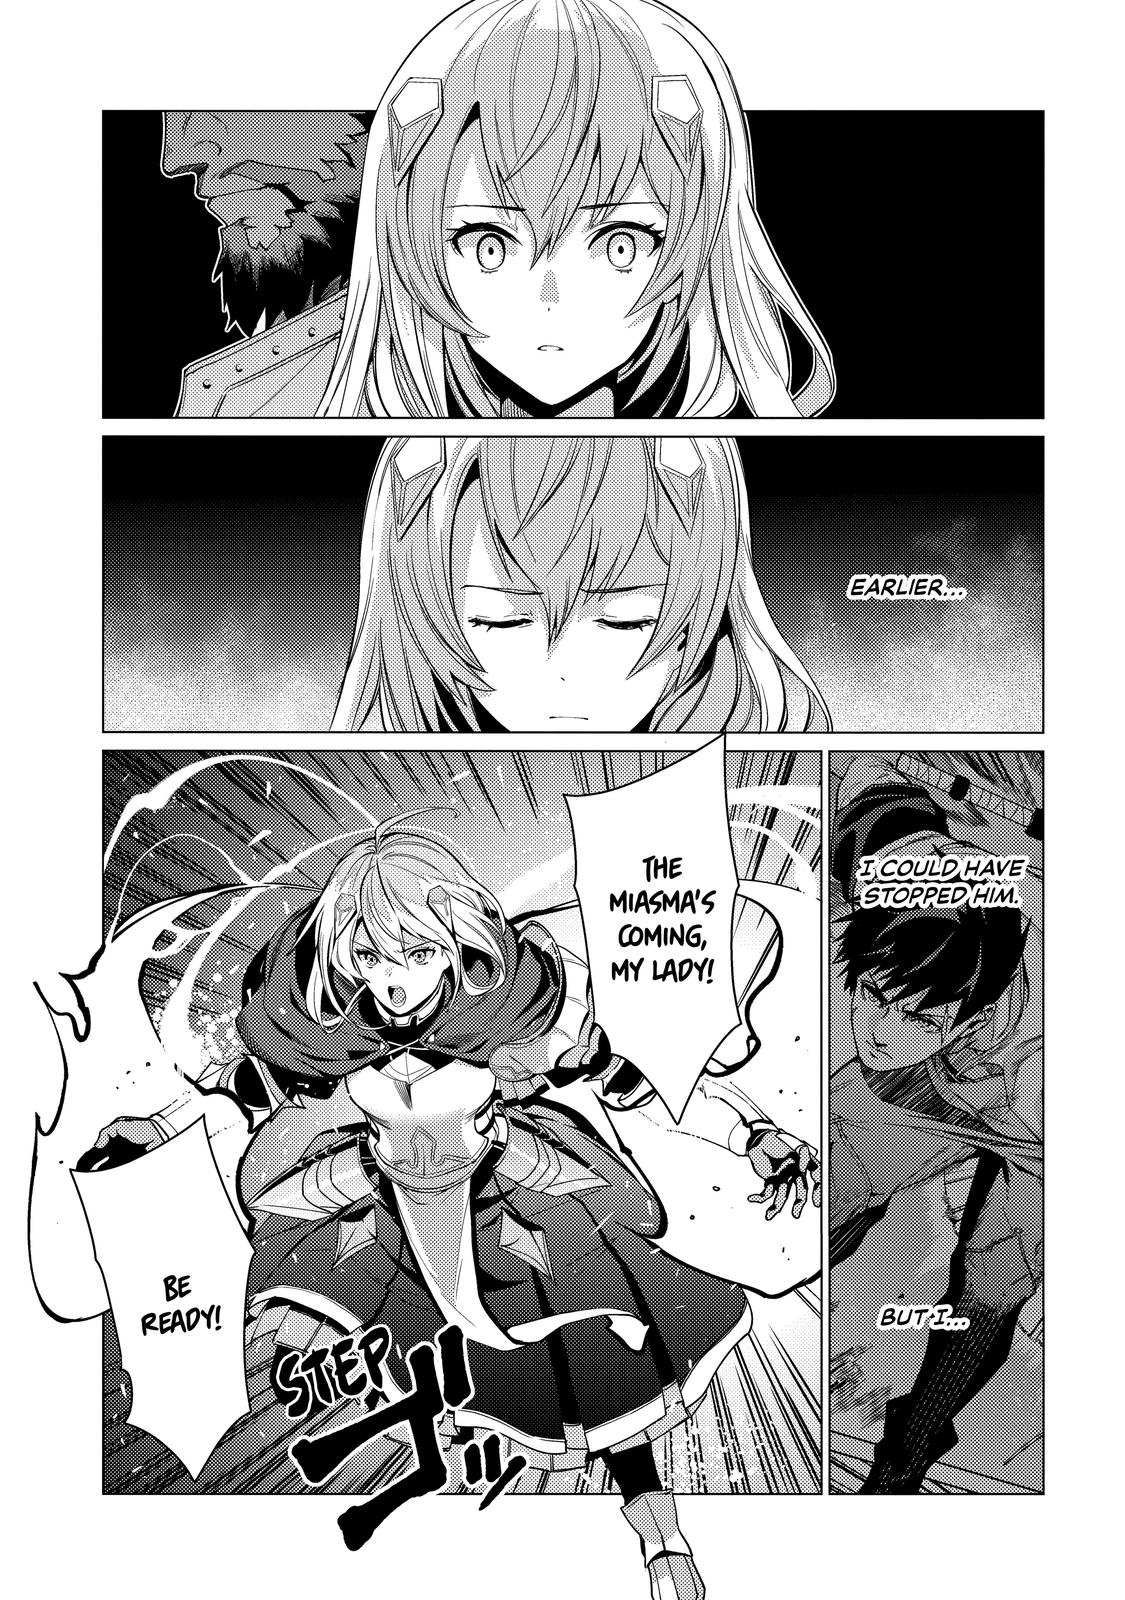 EARLIER...
I COULD HAVE
STOPPED HIM.
BUT I...
THE
MIASMA'S
COMING,
MY LADY!
BE
READY!
STEP
ゴッ